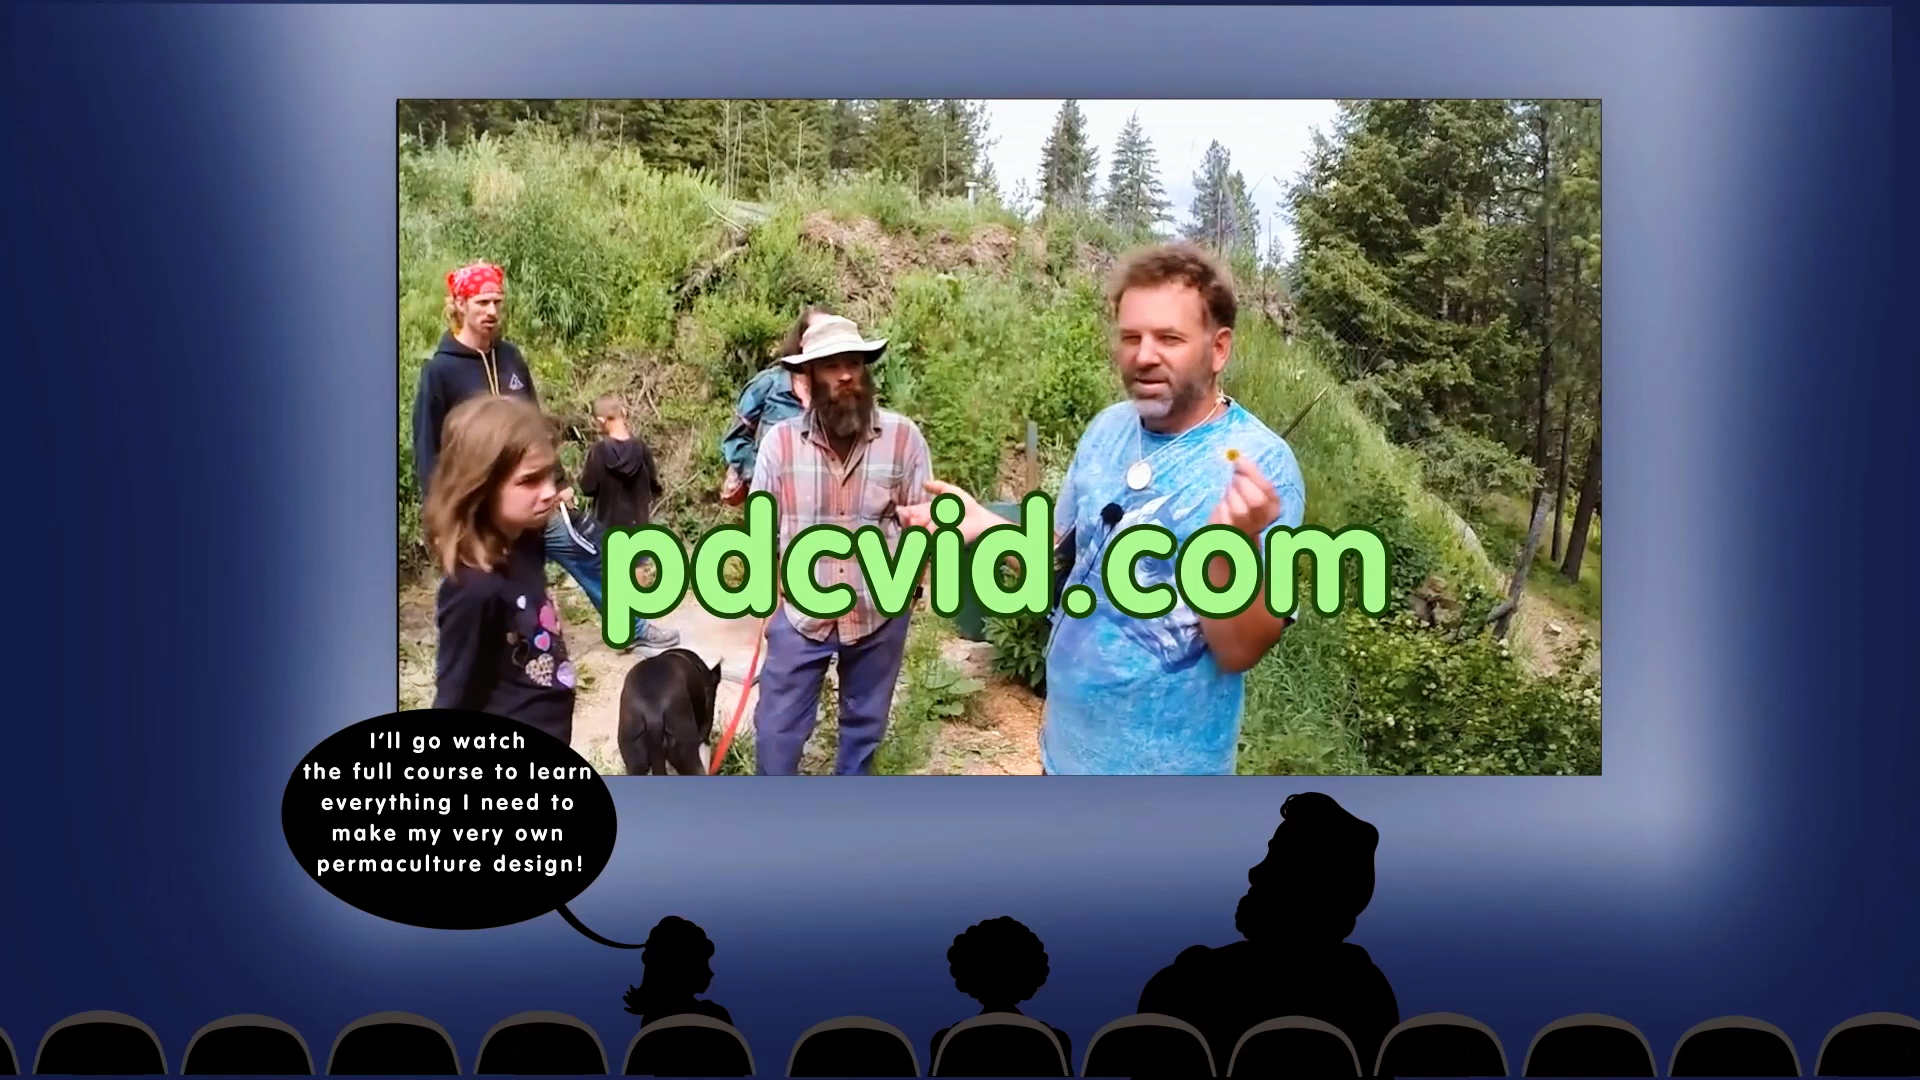 pdcvid.com
I'll go watch
the full course to learn
everything I need to
make my very own
permaculture design!